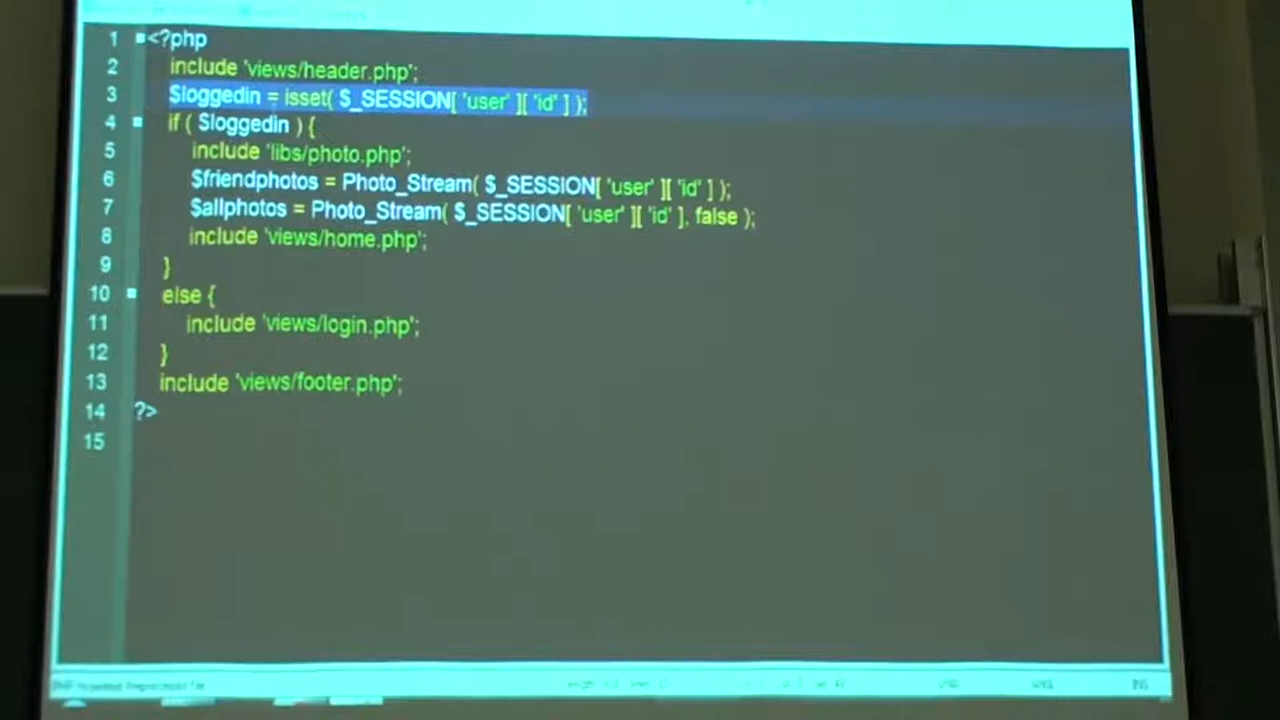 1 <?php
2 include 'views/header.php';
3 $loggedin = isset( $_SESSION[ 'user' ][ 'id' ] );
4 if ( $loggedin ) {
5 include 'libs/photo.php';
6 $friendphotos = Photo_Stream( $_SESSION[ 'user' ][ 'id' ] );
7 $allphotos = Photo_Stream( $_SESSION[ 'user' ][ 'id' ], false );
8 include 'views/home.php';
9 }
10 else {
11 include 'views/login.php';
12 }
13 include 'views/footer.php';
14 ?>
15